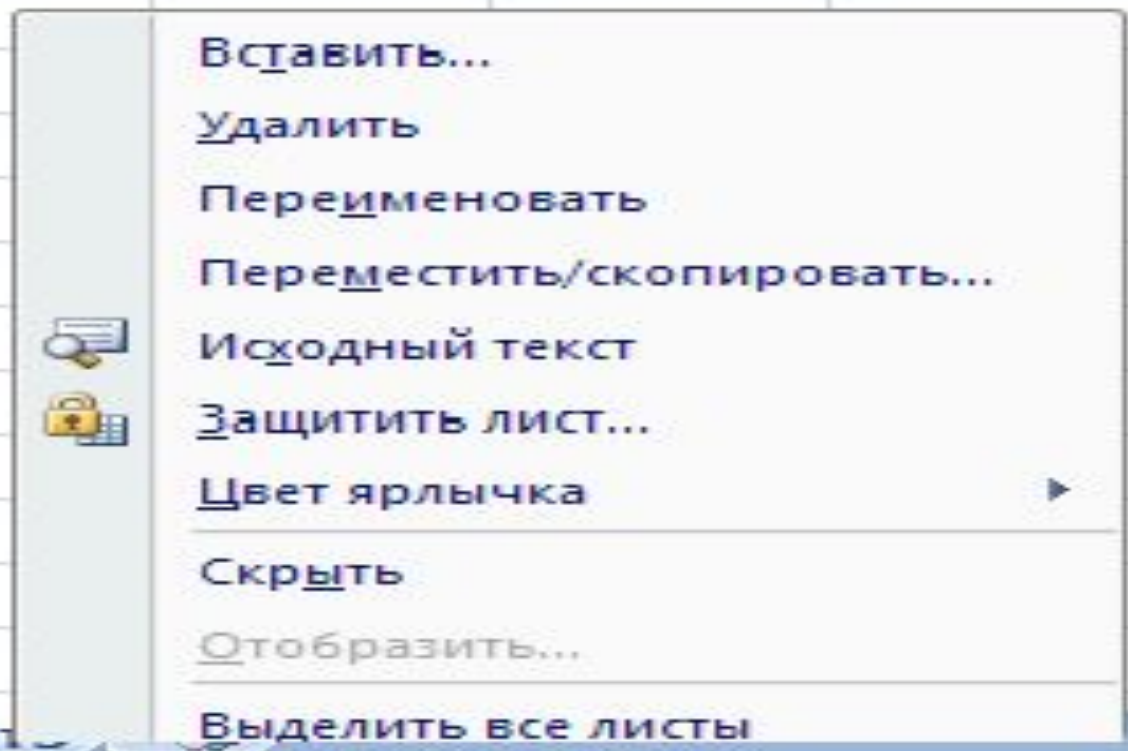 Вставить...
Удалить
Переименовать
Переместить/скопировать...
Исходный текст
Защитить лист...
Цвет ярлычка
Скрыть
Отобразить...
Выделить все листы